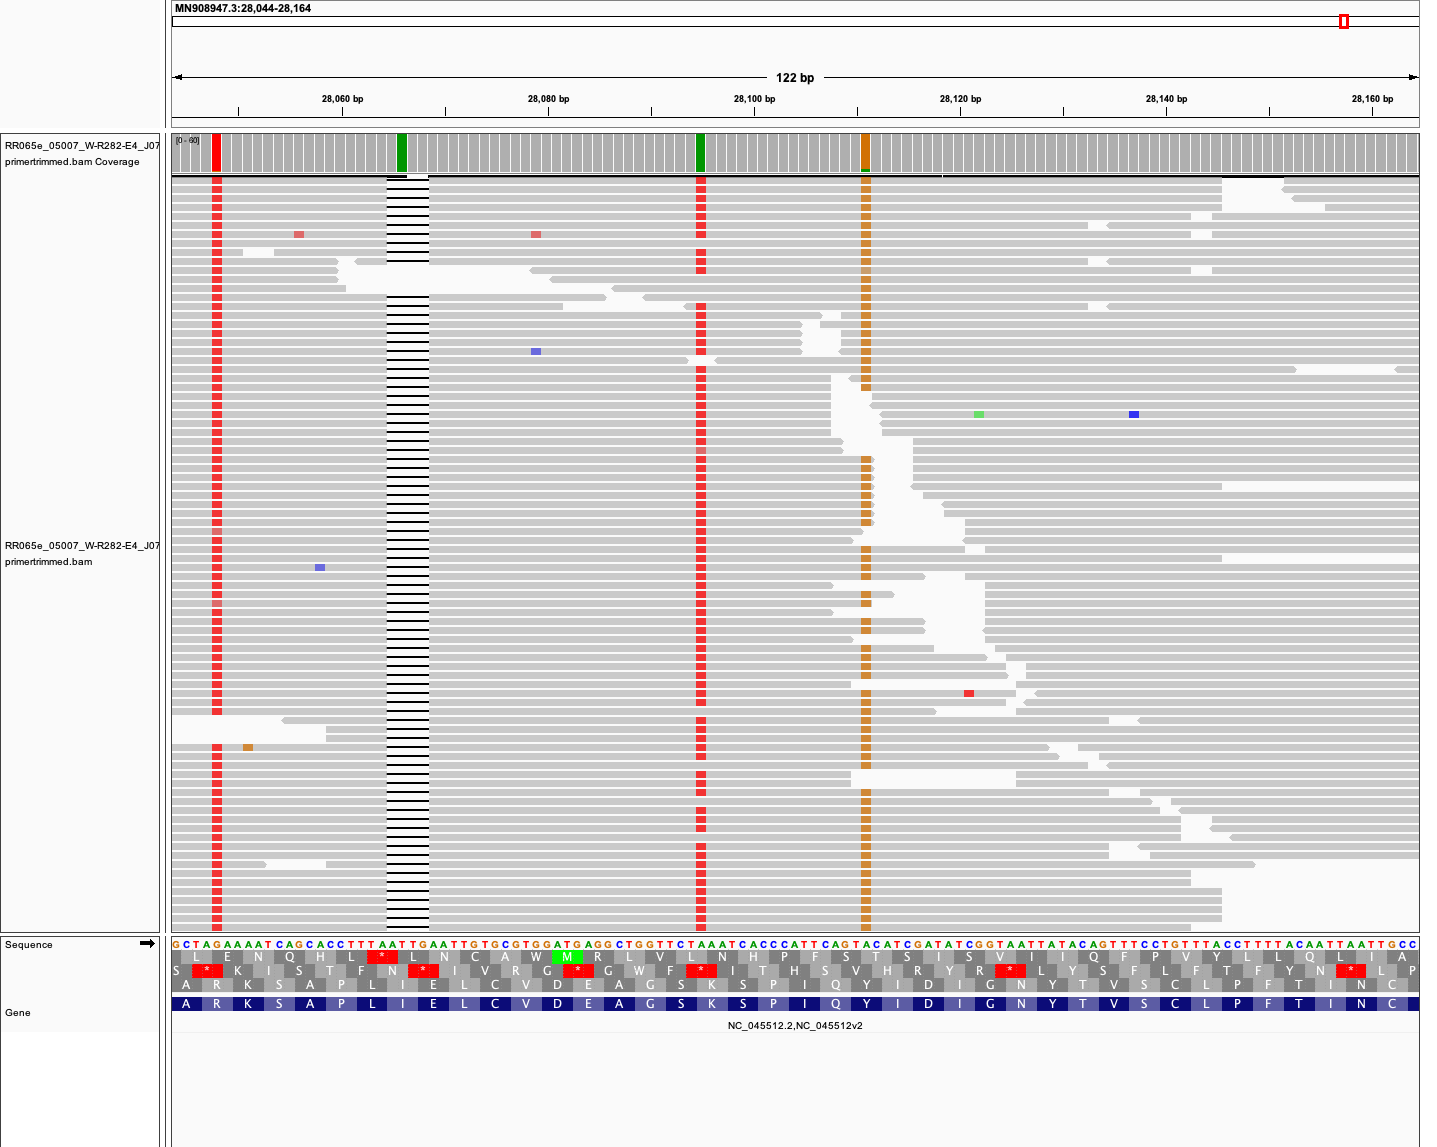 MN908947.3:28,044-28,164
122 bp
28,060 bp 28,080 bp 28,100 bp 28,120 bp 28,140 bp 28,160 bp
RR065e_05007_W-R282-E4_J07
primertrimmed.bam Coverage
[0 - 60]
RR065e_05007_W-R282-E4_J07
primertrimmed.bam
Sequence
GCTAGAAAATCAGCACCTTTAATTGAATTGTGCGTGGATGAGGCTGGTTCTAAATCACCCATTCAGTACATCGATATCGGTAATTATACAGTTTCCTGTTTACCTTTTACAATTAATTGCC
L E N Q H L * L N C A W M R L V L N H P F S T S I S V I I Q F P V Y L L Q L I A
S * K I S T F N * I V R G * G W F * I T H S V H R Y R * L Y S F L F T F Y N * L P
A R K S A P L I E L C V D E A G S K S P I Q Y I D I G N Y T V S C L P F T I N C
Gene
A R K S A P L I E L C V D E A G S K S P I Q Y I D I G N Y T V S C L P F T I N C
NC_045512.2,NC_045512v2